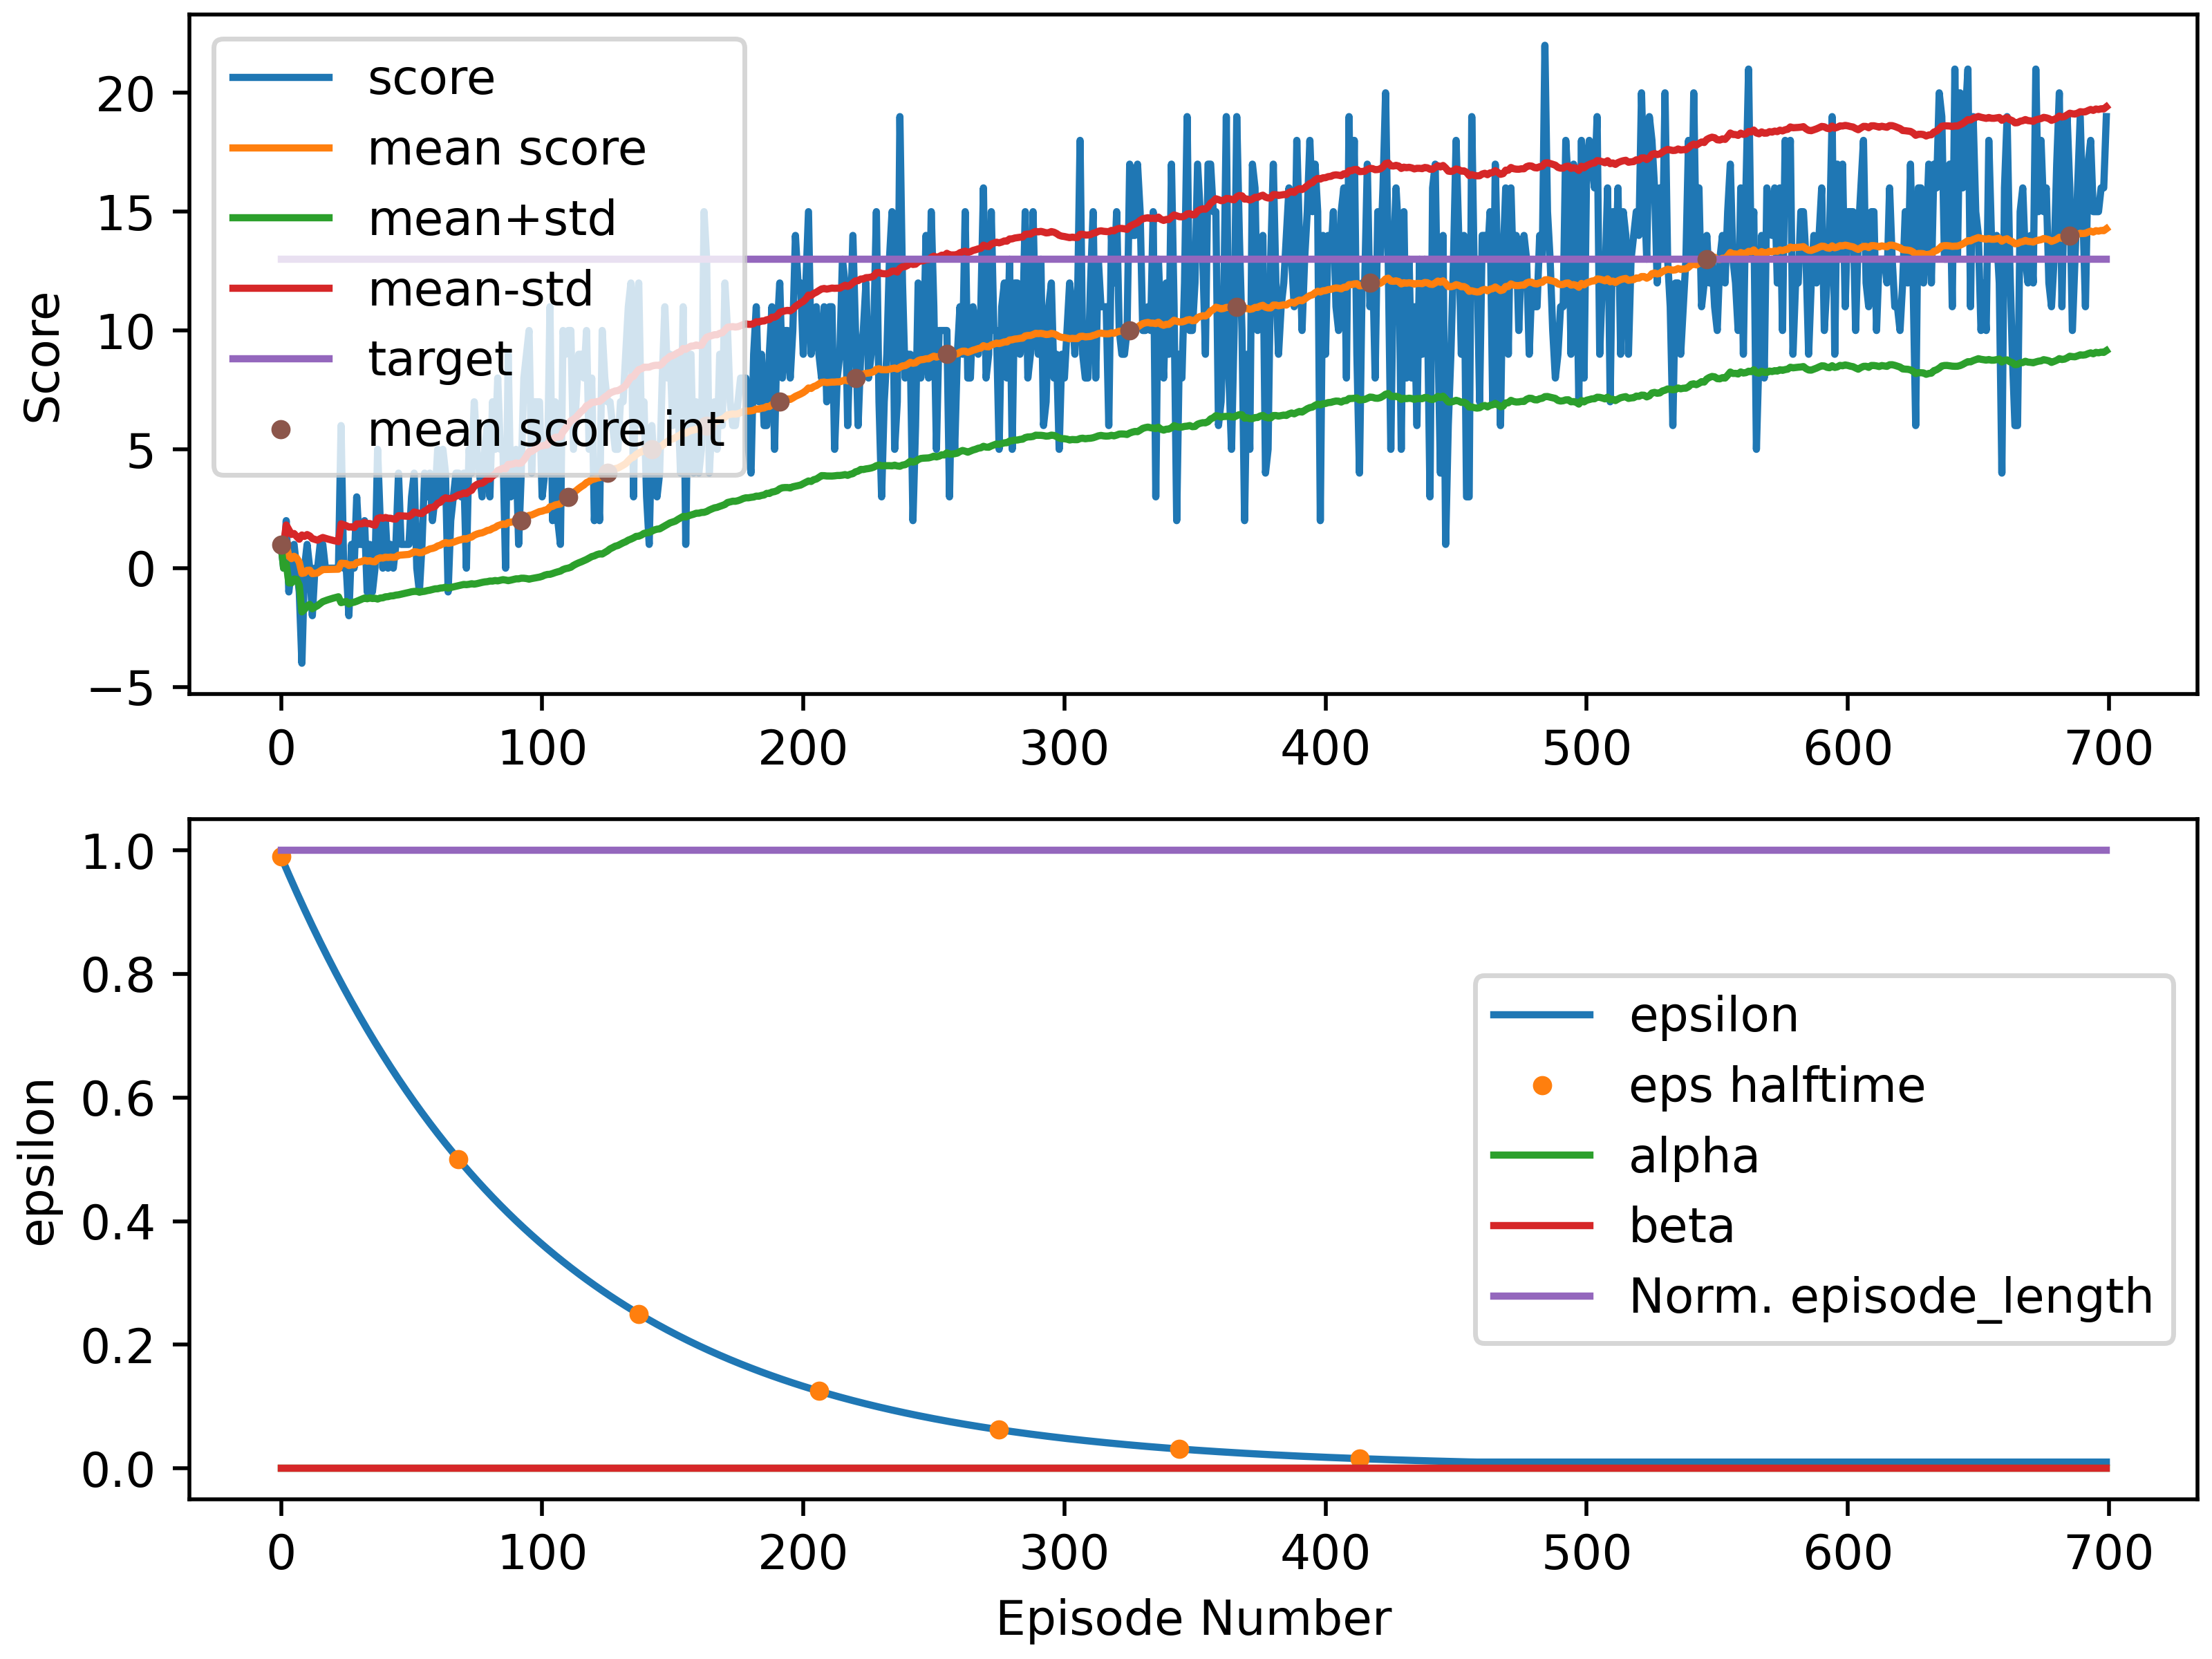 Score
20
15
10
5
0
−5
score
mean score
mean+std
mean-std
target
mean score int
0 100 200 300 400 500 600 700
epsilon
1.0
0.8
0.6
0.4
0.2
0.0
epsilon
eps halftime
alpha
beta
Norm. episode_length
0 100 200 300 400 500 600 700
Episode Number